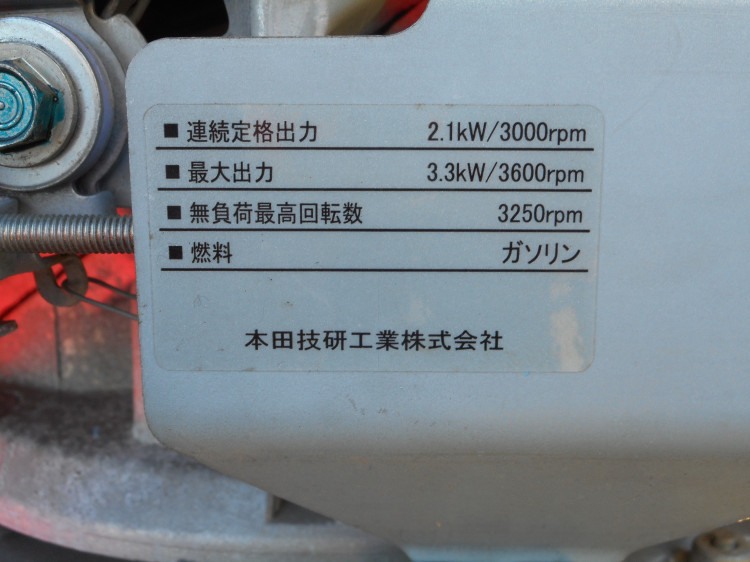 ■ 連続定格出力 2.1kW/3000rpm
■ 最大出力 3.3kW/3600rpm
■ 無負荷最高回転数 3250rpm
■ 燃料 ガソリン
本田技研工業株式会社